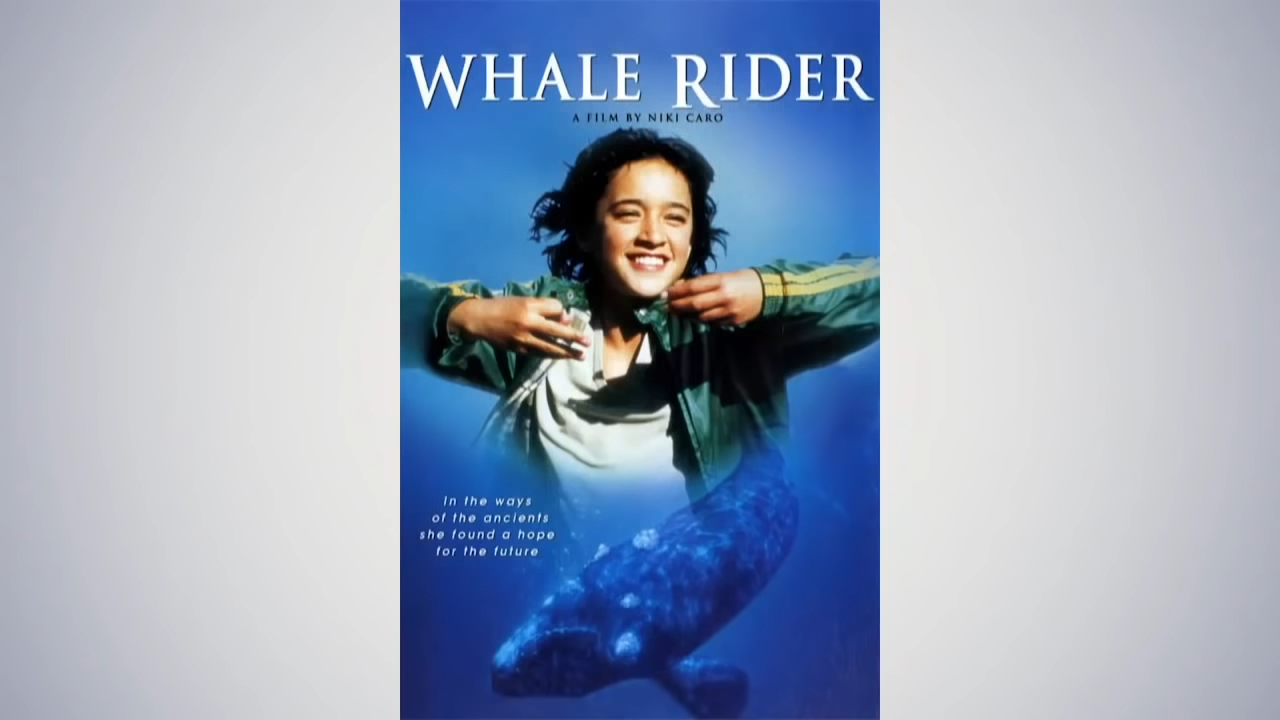 WHALE RIDER
A FILM BY NIKI CARO
In the ways
of the ancients
she found a hope
for the future